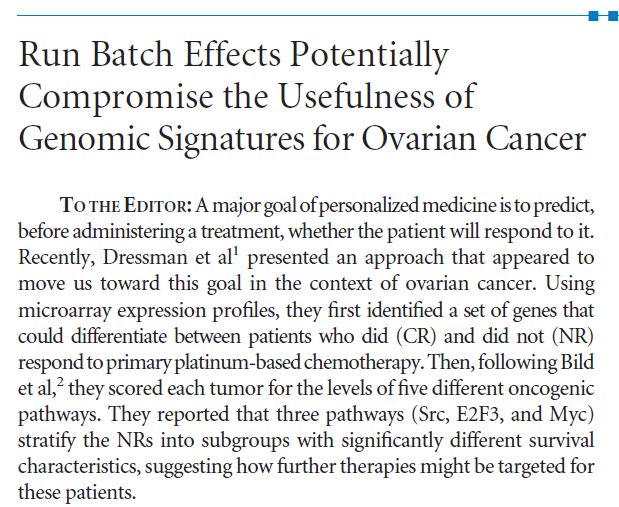 Run Batch Effects Potentially
Compromise the Usefulness of
Genomic Signatures for Ovarian Cancer
TO THE EDITOR: A major goal of personalized medicine is to predict,
before administering a treatment, whether the patient will respond to it.
Recently, Dressman et al¹ presented an approach that appeared to
move us toward this goal in the context of ovarian cancer. Using
microarray expression profiles, they first identified a set of genes that
could differentiate between patients who did (CR) and did not (NR)
respond to primary platinum-based chemotherapy. Then, following Bild
et al,² they scored each tumor for the levels of five different oncogenic
pathways. They reported that three pathways (Src, E2F3, and Myc)
stratify the NRs into subgroups with significantly different survival
characteristics, suggesting how further therapies might be targeted for
these patients.